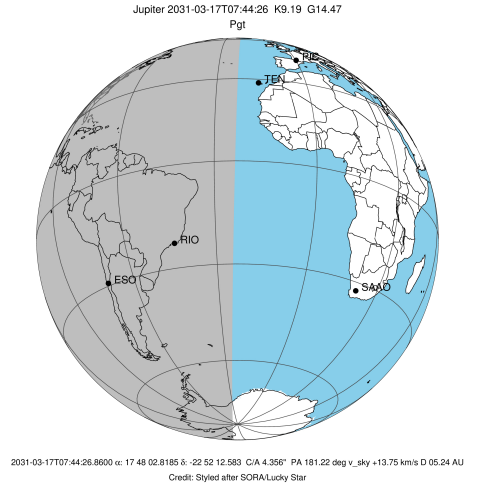 Jupiter 2031-03-17T07:44:26 K9.19 G14.47
Pgt
PIC
TEN
RIO
ESO
SAAO
2031-03-17T07:44:26.8600 α: 17 48 02.8185 δ: -22 52 12.583 C/A 4.356" PA 181.22 deg v_sky +13.75 km/s D 05.24 AU
Credit: Styled after SORA/Lucky Star